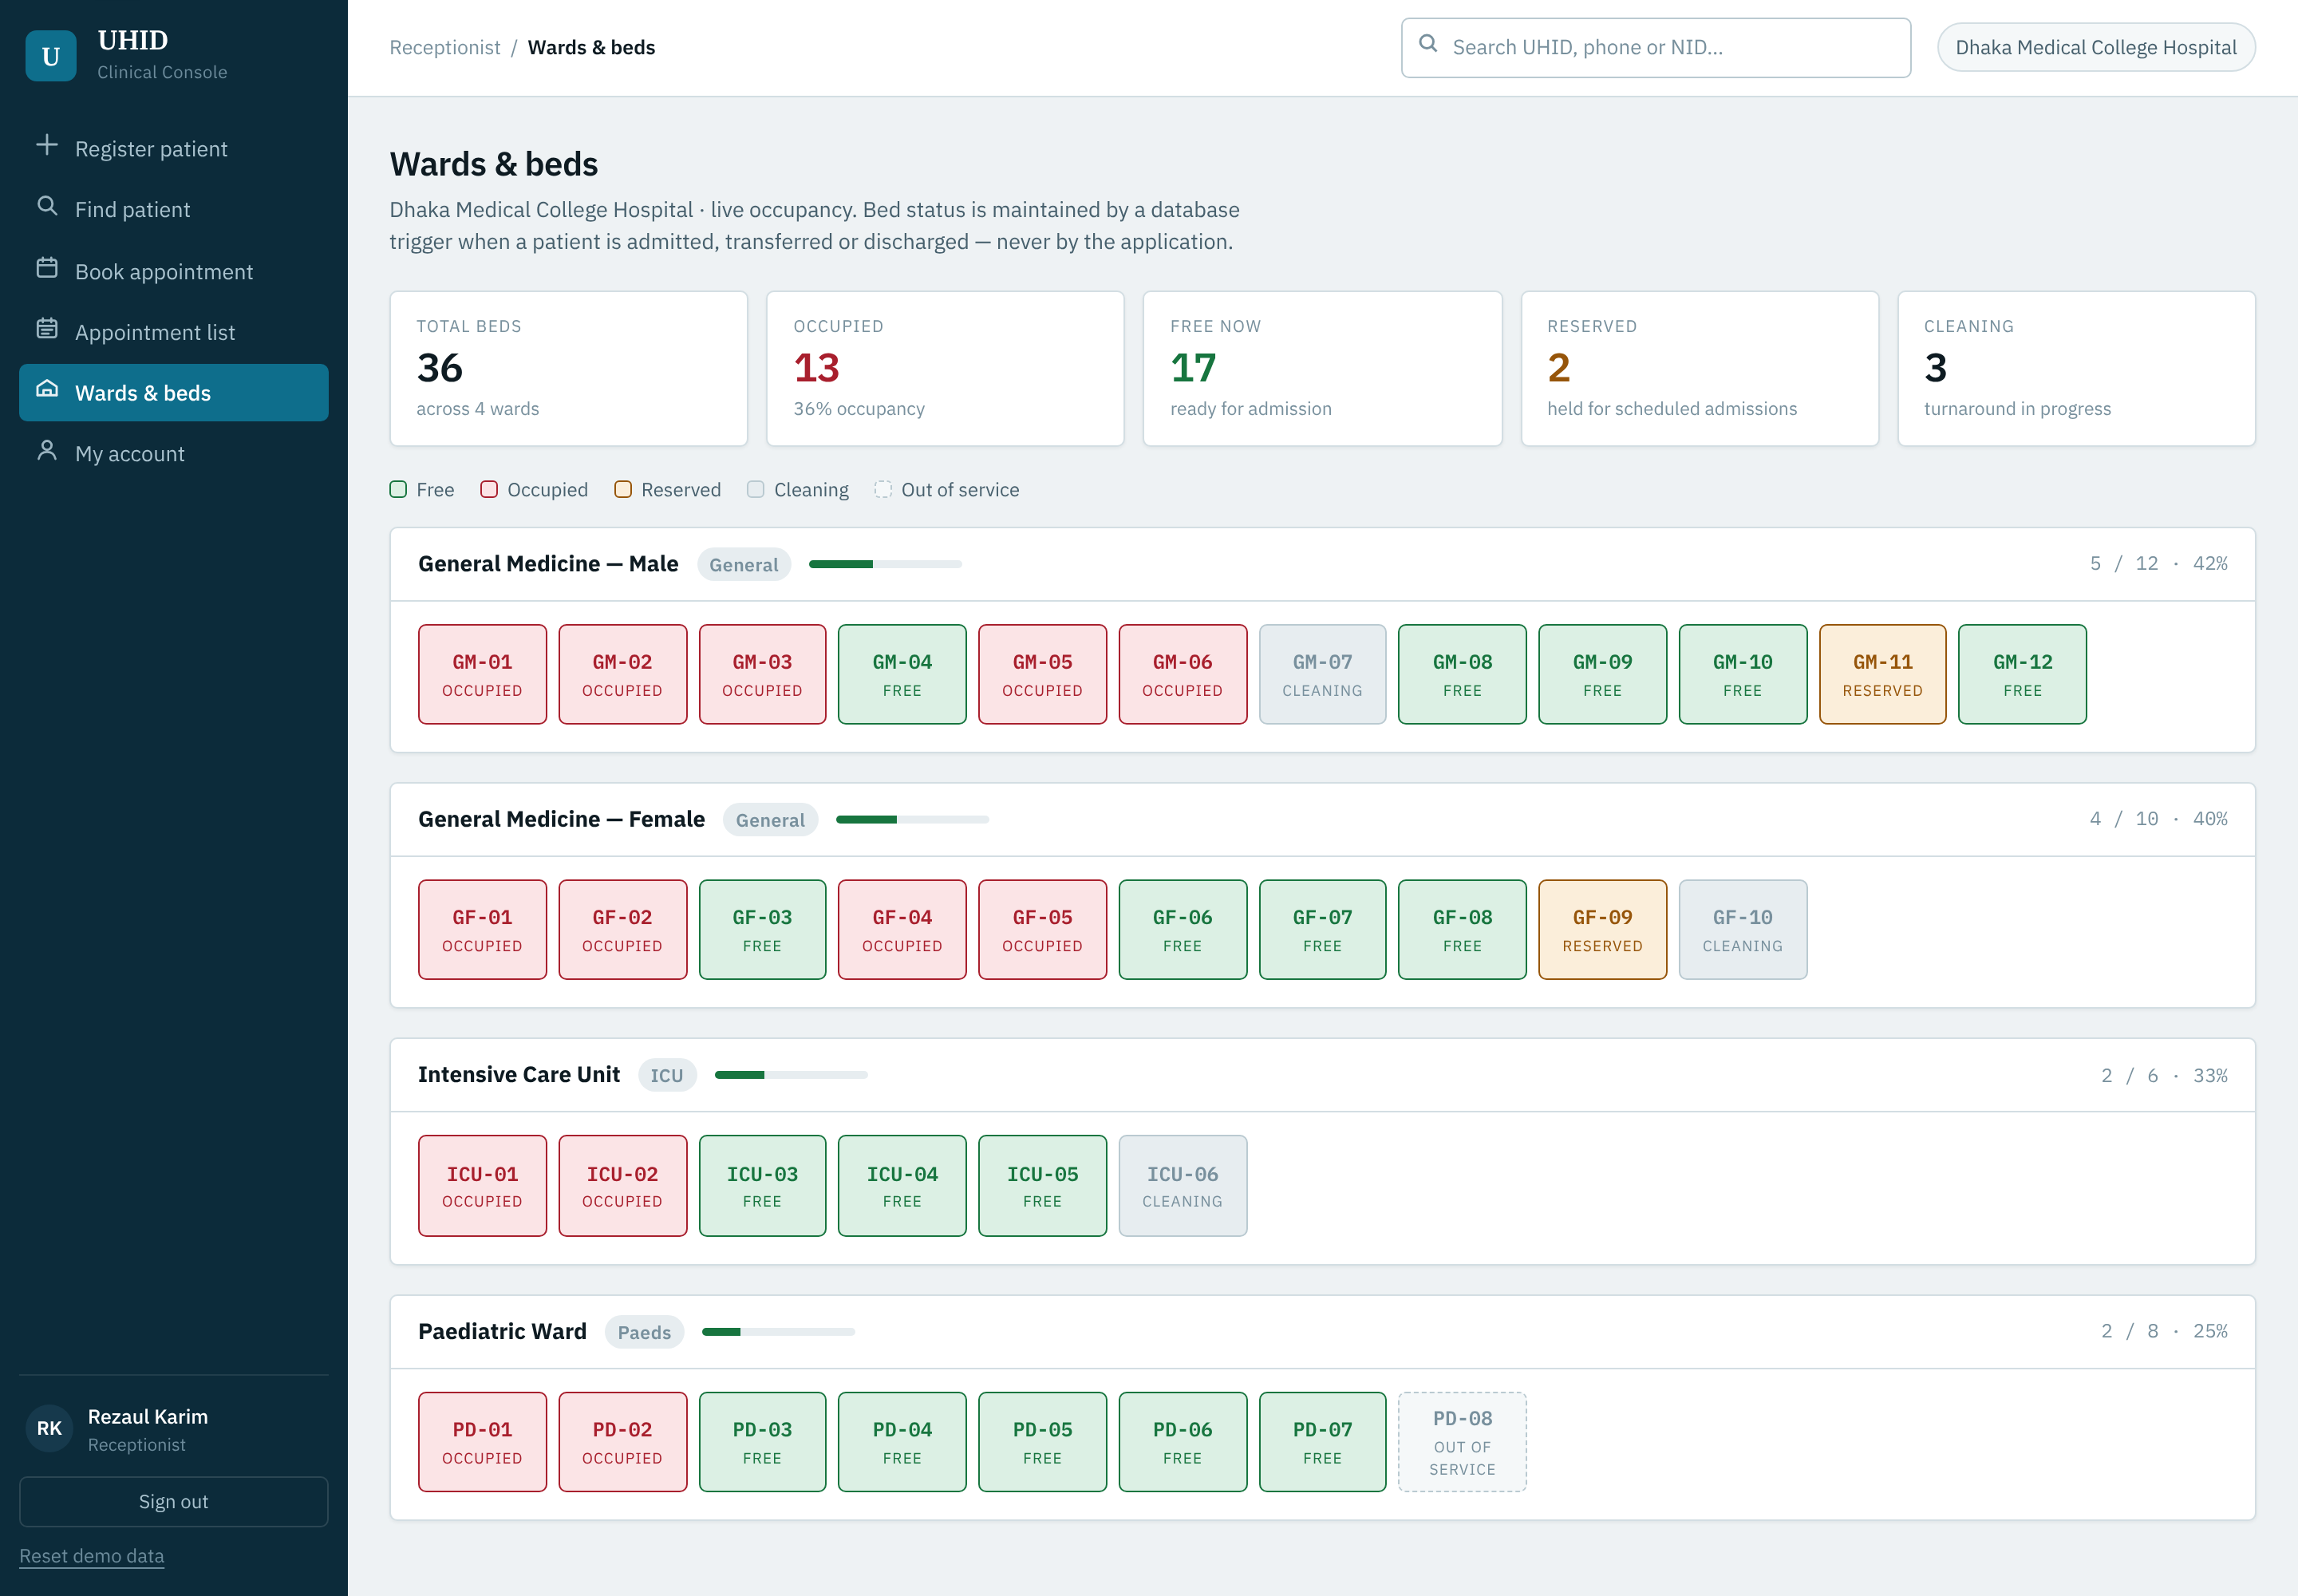 U
UHID
Clinical Console
Register patient
Find patient
Book appointment
Appointment list
Wards & beds
My account
RK
Rezaul Karim
Receptionist
Sign out
Reset demo data
Receptionist / Wards & beds
Search UHID, phone or NID...
Dhaka Medical College Hospital
Wards & beds
Dhaka Medical College Hospital · live occupancy. Bed status is maintained by a database
trigger when a patient is admitted, transferred or discharged — never by the application.
TOTAL BEDS
36
across 4 wards
OCCUPIED
13
36% occupancy
FREE NOW
17
ready for admission
RESERVED
2
held for scheduled admissions
CLEANING
3
turnaround in progress
Free Occupied Reserved Cleaning Out of service
General Medicine — Male General 5 / 12 · 42%
GM-01 GM-02 GM-03 GM-04 GM-05 GM-06 GM-07 GM-08 GM-09 GM-10 GM-11 GM-12
OCCUPIED OCCUPIED OCCUPIED FREE OCCUPIED OCCUPIED CLEANING FREE FREE FREE RESERVED FREE
General Medicine — Female General 4 / 10 · 40%
GF-01 GF-02 GF-03 GF-04 GF-05 GF-06 GF-07 GF-08 GF-09 GF-10
OCCUPIED OCCUPIED FREE OCCUPIED OCCUPIED FREE FREE FREE RESERVED CLEANING
Intensive Care Unit ICU 2 / 6 · 33%
ICU-01 ICU-02 ICU-03 ICU-04 ICU-05 ICU-06
OCCUPIED OCCUPIED FREE FREE FREE CLEANING
Paediatric Ward Paeds 2 / 8 · 25%
PD-01 PD-02 PD-03 PD-04 PD-05 PD-06 PD-07 PD-08
OCCUPIED OCCUPIED FREE FREE FREE FREE FREE OUT OF
SERVICE